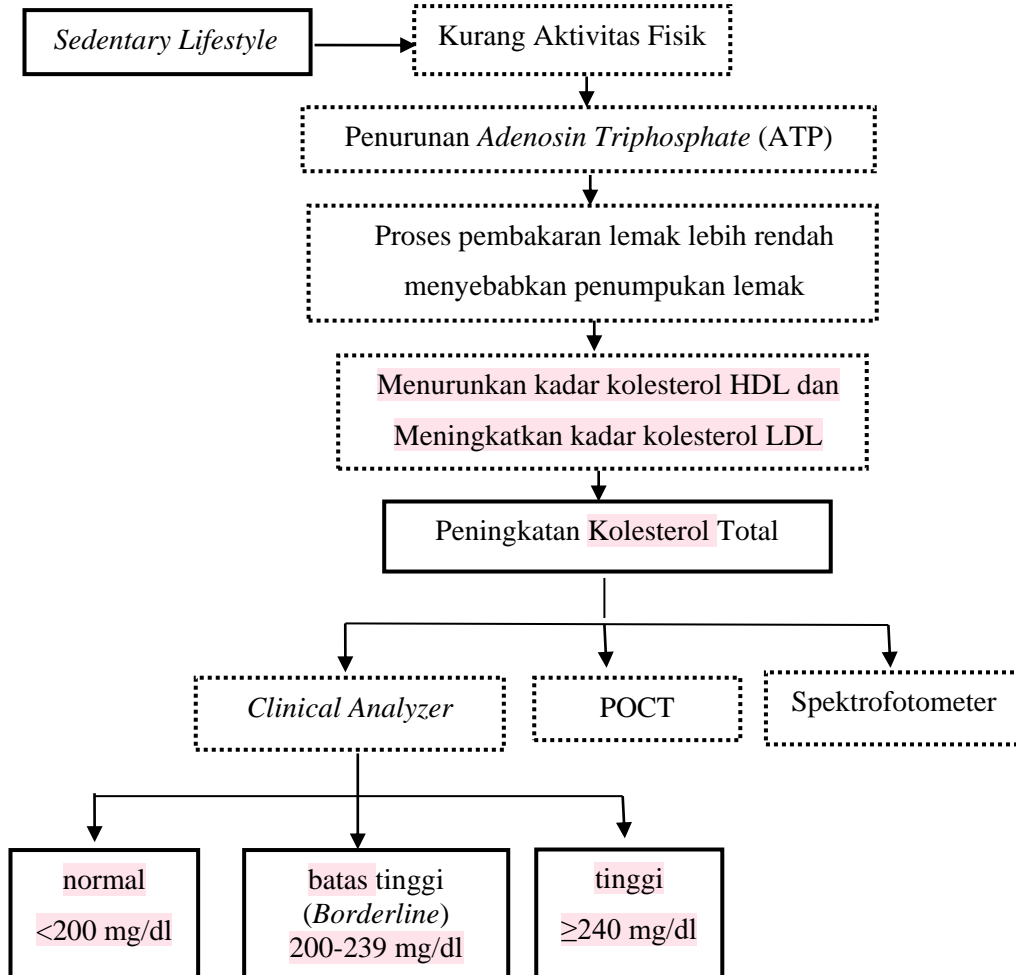 Sedentary Lifestyle
Kurang Aktivitas Fisik
Penurunan Adenosin Triphosphate (ATP)
Proses pembakaran lemak lebih rendah
menyebabkan penumpukan lemak
Menurunkan kadar kolesterol HDL dan
Meningkatkan kadar kolesterol LDL
Peningkatan Kolesterol Total
Clinical Analyzer
POCT
Spektrofotometer
normal
<200 mg/dl
batas tinggi
(Borderline)
200-239 mg/dl
tinggi
≥240 mg/dl